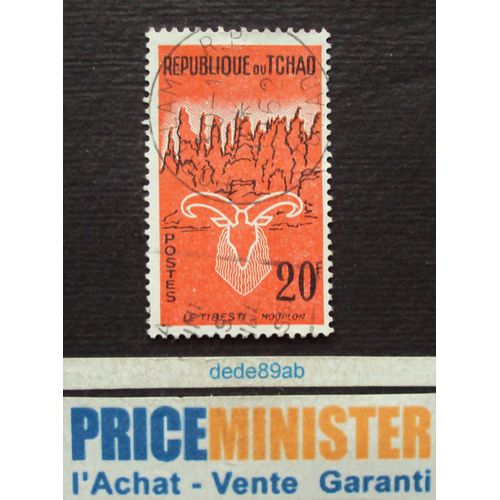 REPUBLIQUE DU TCHAD
POSTES
20F
LE TIBESTI - MOUFLON
dede89ab
PRICEMINISTER
l'Achat - Vente Garanti